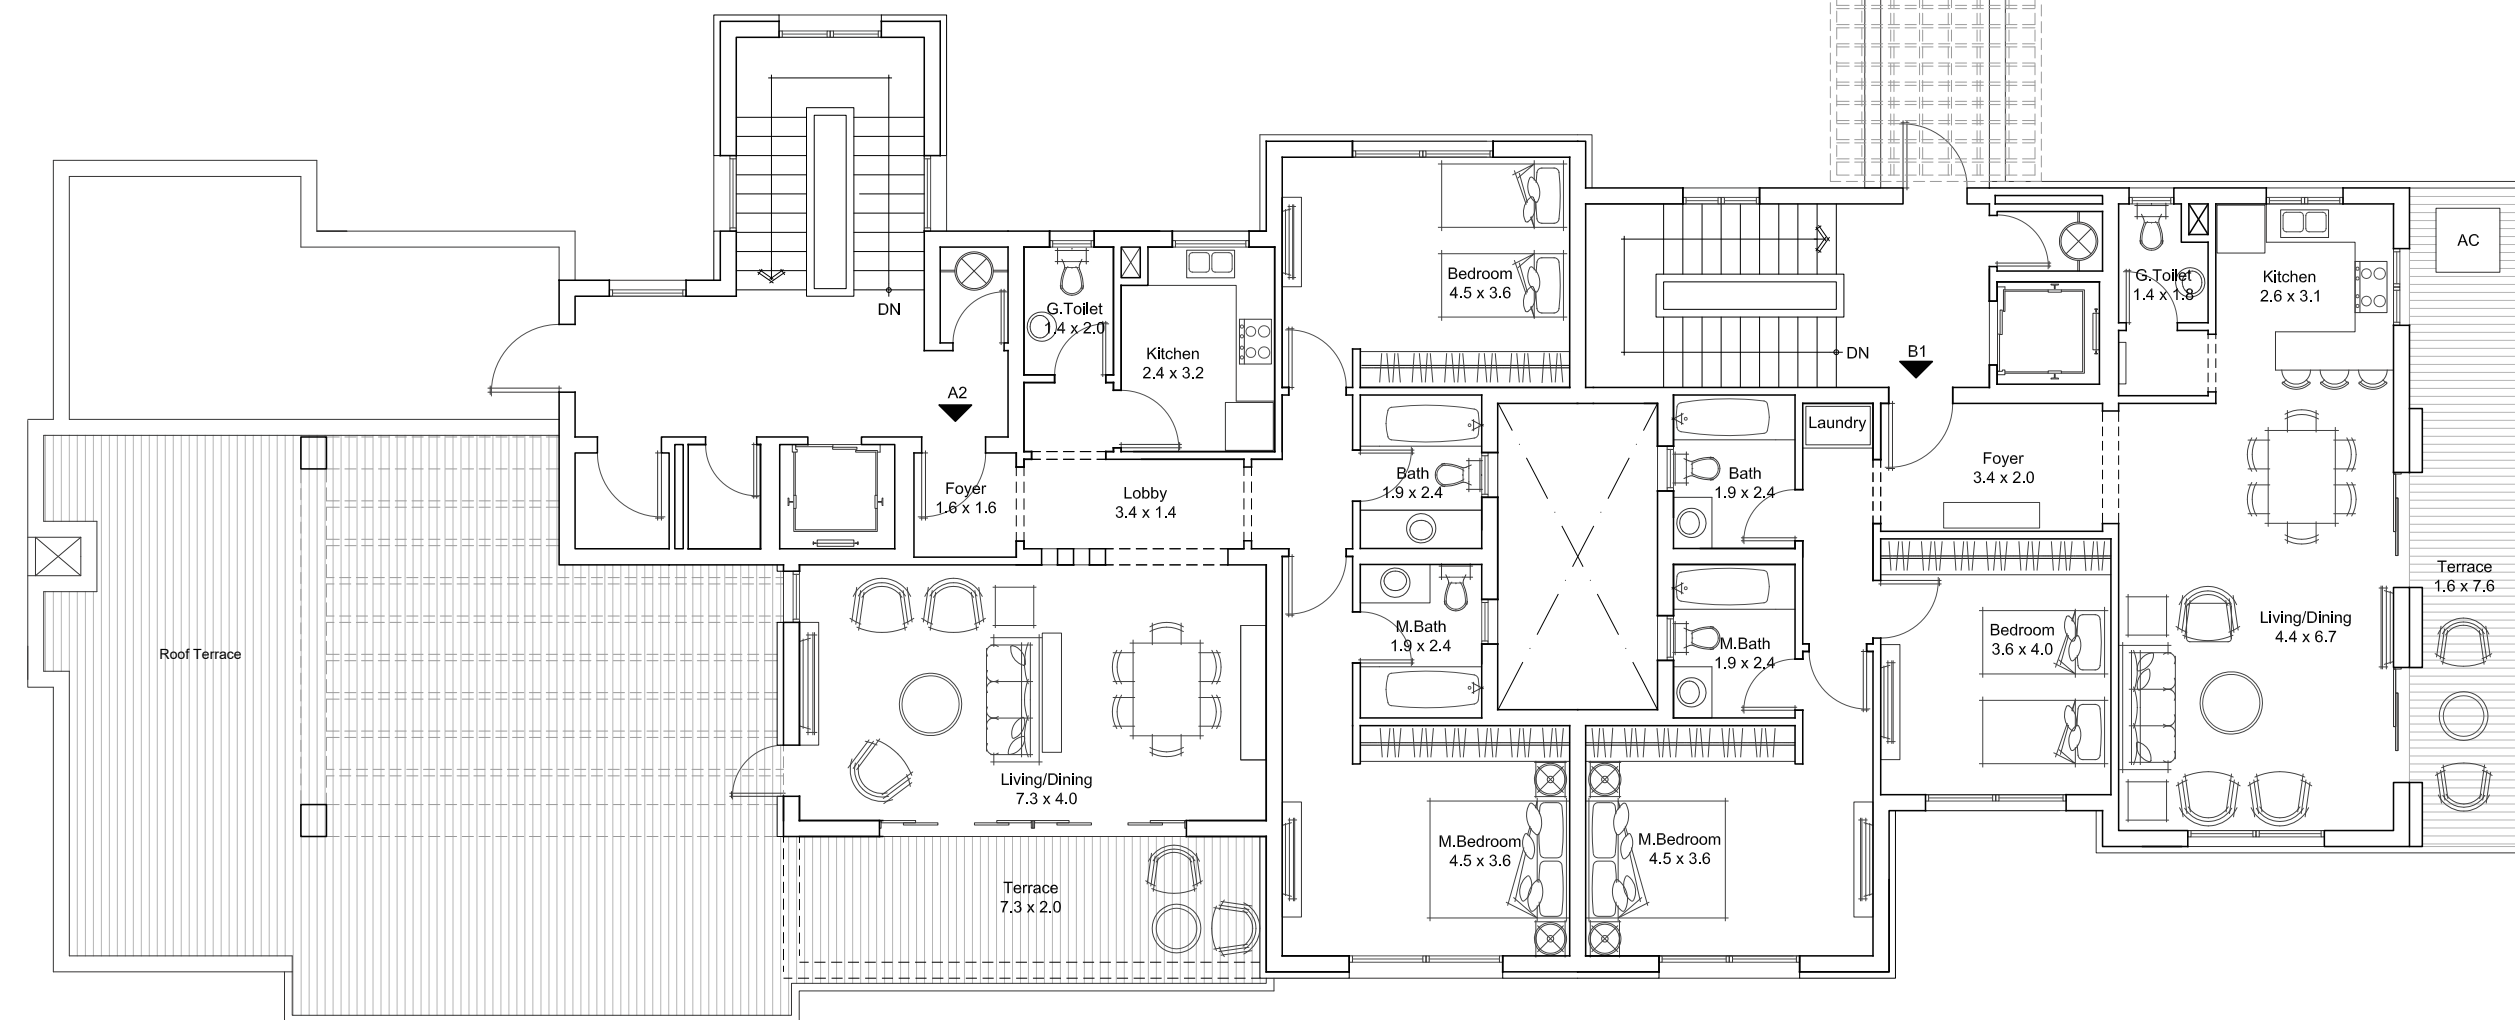 AC
Bedroom
4.5 x 3.6
G.Toilet
1.4 x 1.8
Kitchen
2.6 x 3.1
DN
G.Toilet
1.4 x 2.0
Kitchen
2.4 x 3.2
DN
B1
A2
Laundry
Foyer
3.4 x 2.0
Foyer
1.6 x 1.6
Lobby
3.4 x 1.4
Bath
1.9 x 2.4
Bath
1.9 x 2.4
Terrace
1.6 x 7.6
Living/Dining
4.4 x 6.7
Bedroom
3.6 x 4.0
M.Bath
1.9 x 2.4
M.Bath
1.9 x 2.4
Roof Terrace
Living/Dining
7.3 x 4.0
M.Bedroom
4.5 x 3.6
M.Bedroom
4.5 x 3.6
Terrace
7.3 x 2.0